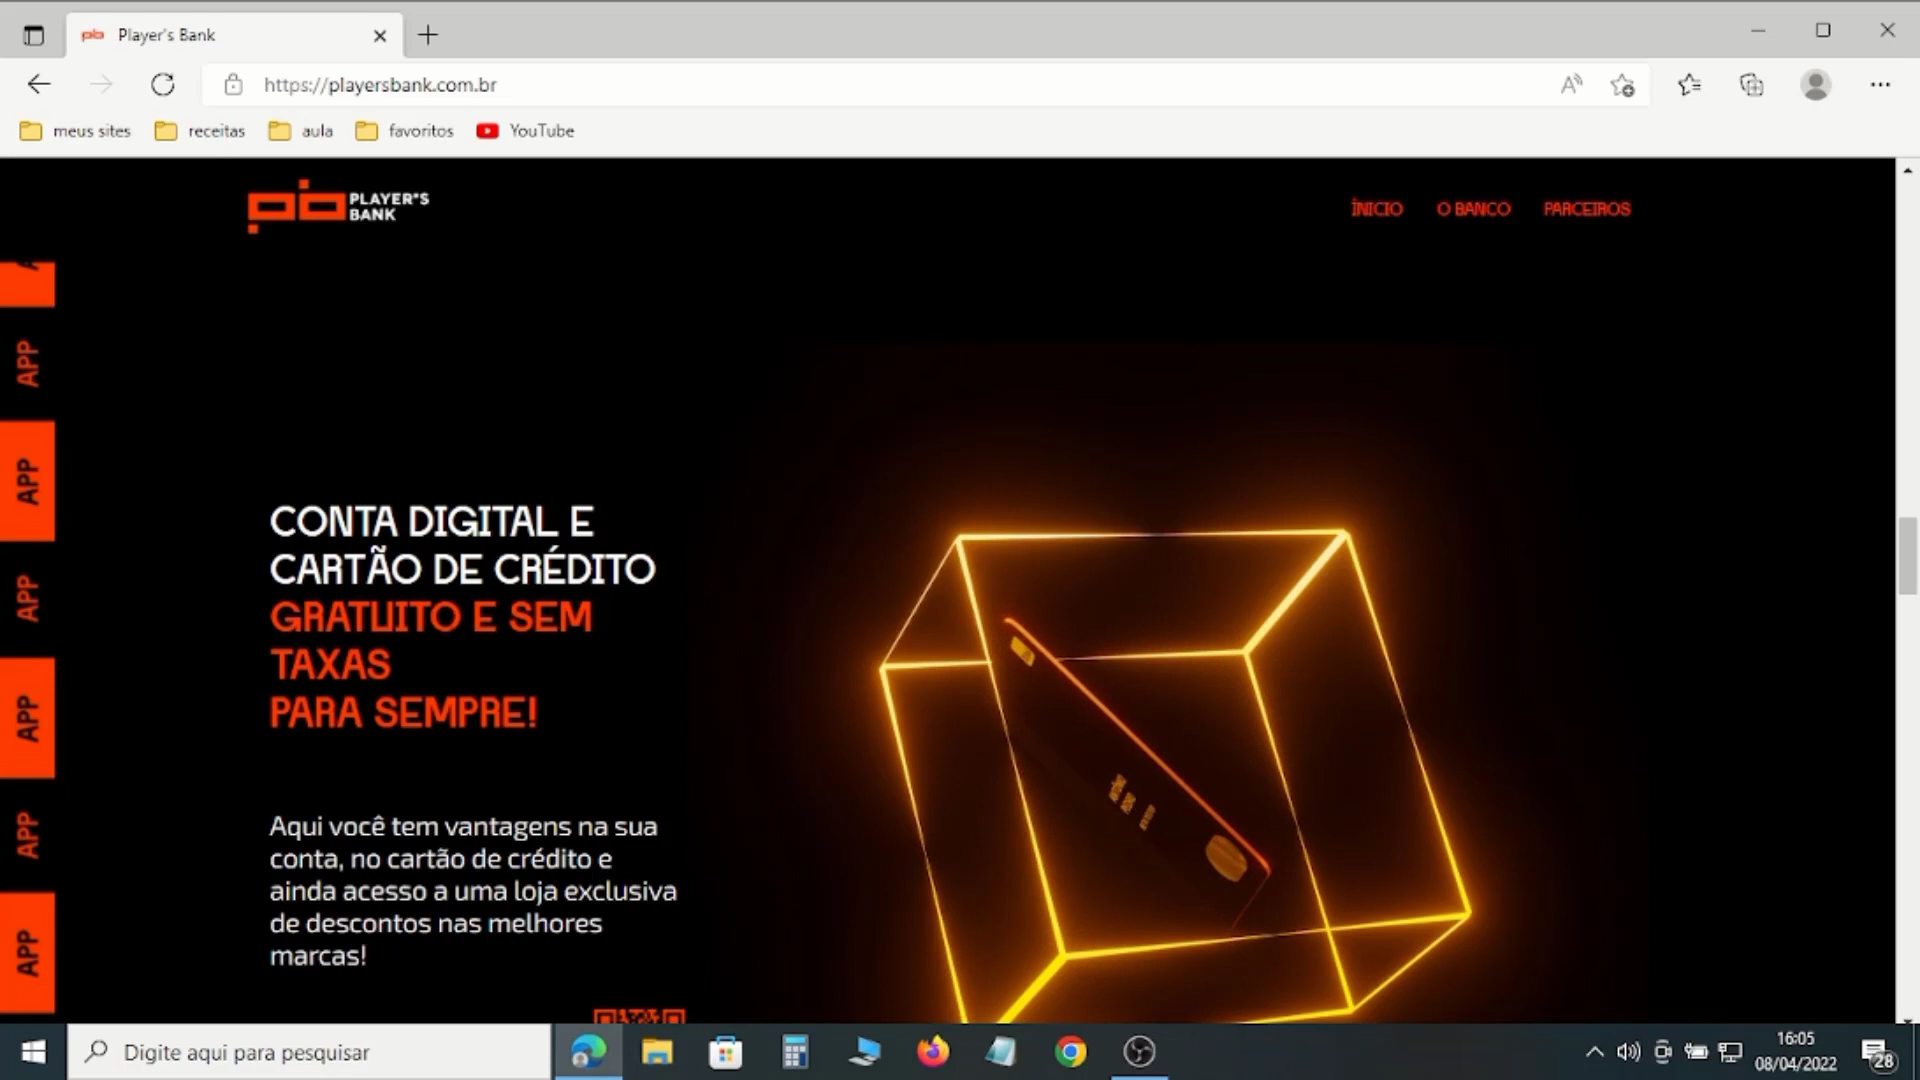 Player's Bank
https://playersbank.com.br
meus sites
receitas
aula
favoritos
YouTube
PLAYER'S
BANK
ÍNICIO
O BANCO
PARCEIROS
APP
APP
APP
APP
APP
APP
CONTA DIGITAL E
CARTÃO DE CRÉDITO
GRATUITO E SEM
TAXAS
PARA SEMPRE!
Aqui você tem vantagens na sua
conta, no cartão de crédito e
ainda acesso a uma loja exclusiva
de descontos nas melhores
marcas!
Digite aqui para pesquisar
16:05
08/04/2022
28